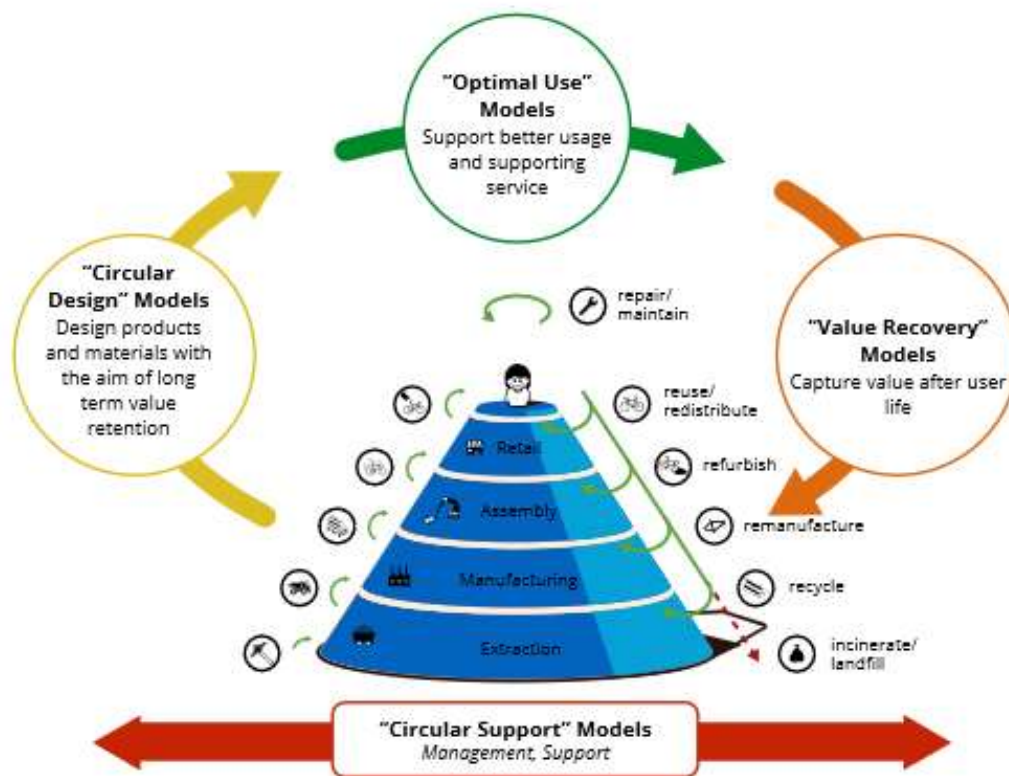 “Optimal Use”
Models
Support better usage
and supporting
service
“Circular
Design” Models
Design products
and materials with
the aim of long
term value
retention
“Value Recovery”
Models
Capture value after user
life
repair/
maintain
reuse/
redistribute
refurbish
remanufacture
recycle
incinerate/
landfill
Retail
Assembly
Manufacturing
Extraction
“Circular Support” Models
Management, Support